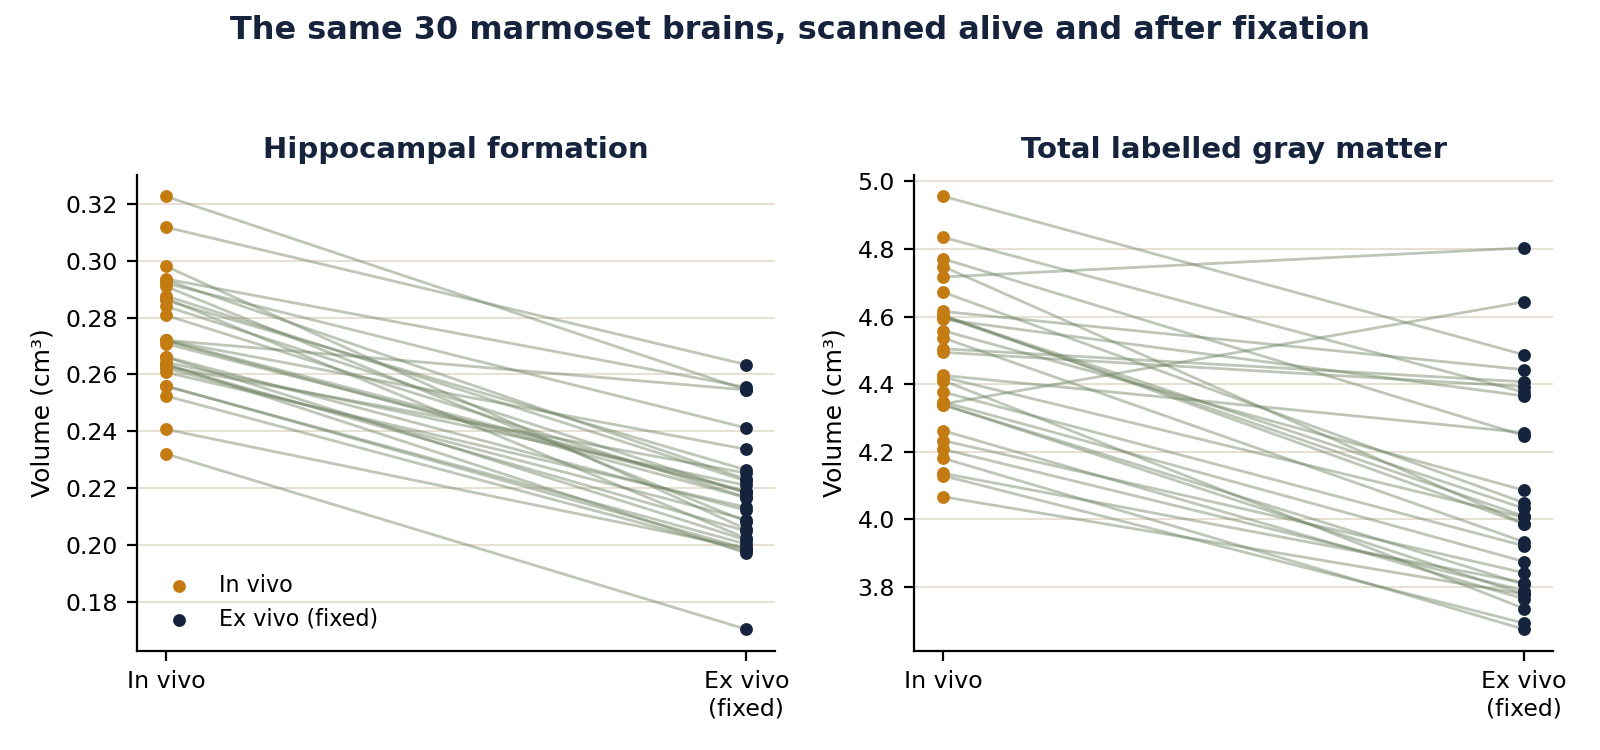 The same 30 marmoset brains, scanned alive and after fixation
Hippocampal formation
Volume (cm³)
0.32
0.30
0.28
0.26
0.24
0.22
0.20
0.18
In vivo
Ex vivo (fixed)
In vivo
Ex vivo
(fixed)
Total labelled gray matter
Volume (cm³)
5.0
4.8
4.6
4.4
4.2
4.0
3.8
In vivo
Ex vivo
(fixed)